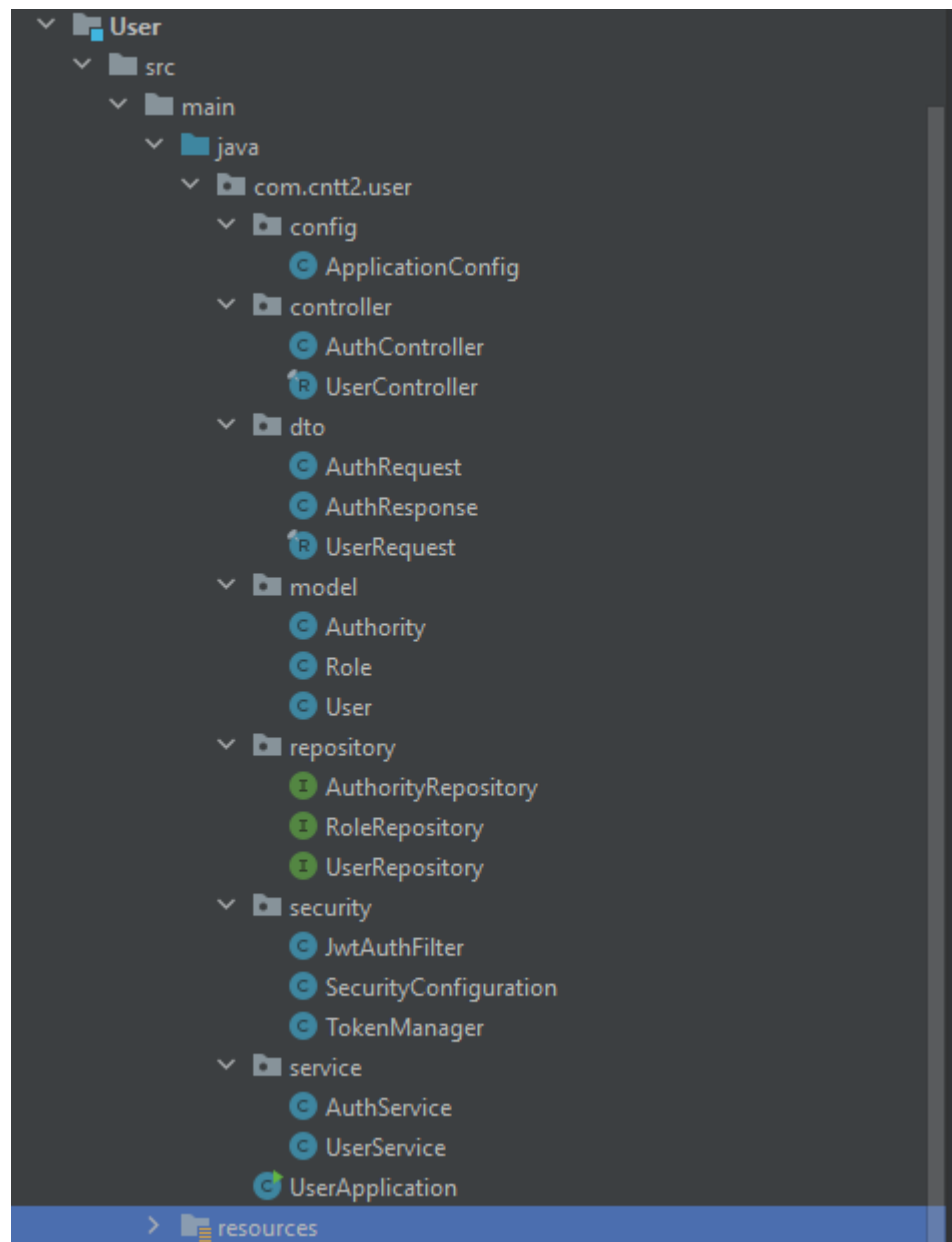 User
src
main
java
com.cntt2.user
config
C ApplicationConfig
controller
C AuthController
R UserController
dto
C AuthRequest
C AuthResponse
R UserRequest
model
C Authority
C Role
C User
repository
I AuthorityRepository
I RoleRepository
I UserRepository
security
C JwtAuthFilter
C SecurityConfiguration
C TokenManager
service
C AuthService
C UserService
C UserApplication
resources